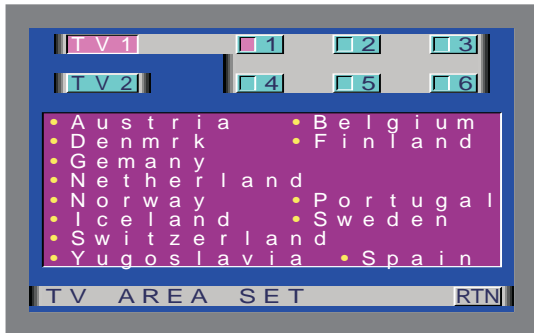 TV1 1 2 3
TV2 4 5 6
• Austria • Belgium
• Denmrk • Finland
• Gemany
• Netherland
• Norway • Portugal
• Iceland • Sweden
• Switzerland
• Yugoslavia • Spain
TV AREA SET RTN